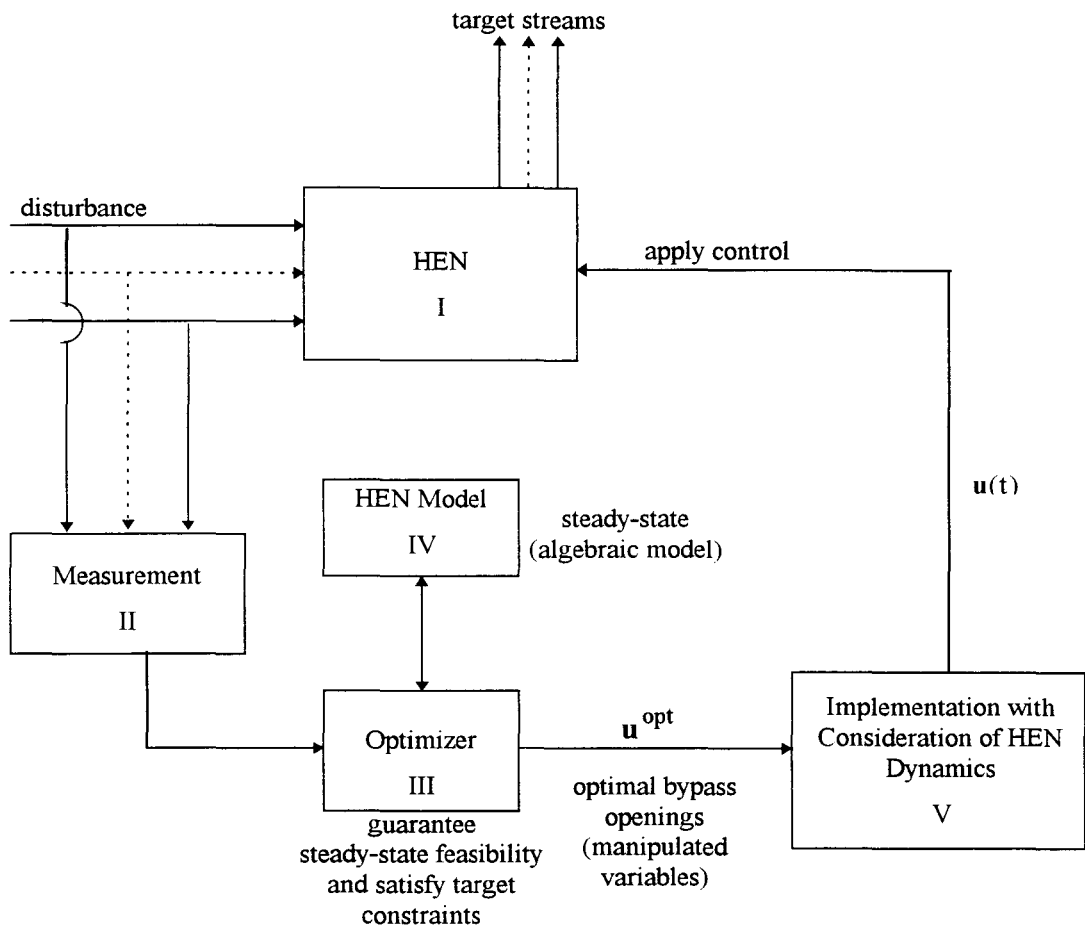 target streams
disturbance
HEN
I
apply control
u(t)
HEN Model
IV
steady-state
(algebraic model)
Measurement
II
Optimizer
III
u^opt
Implementation with
Consideration of HEN
Dynamics
V
guarantee
steady-state feasibility
and satisfy target
constraints
optimal bypass
openings
(manipulated
variables)